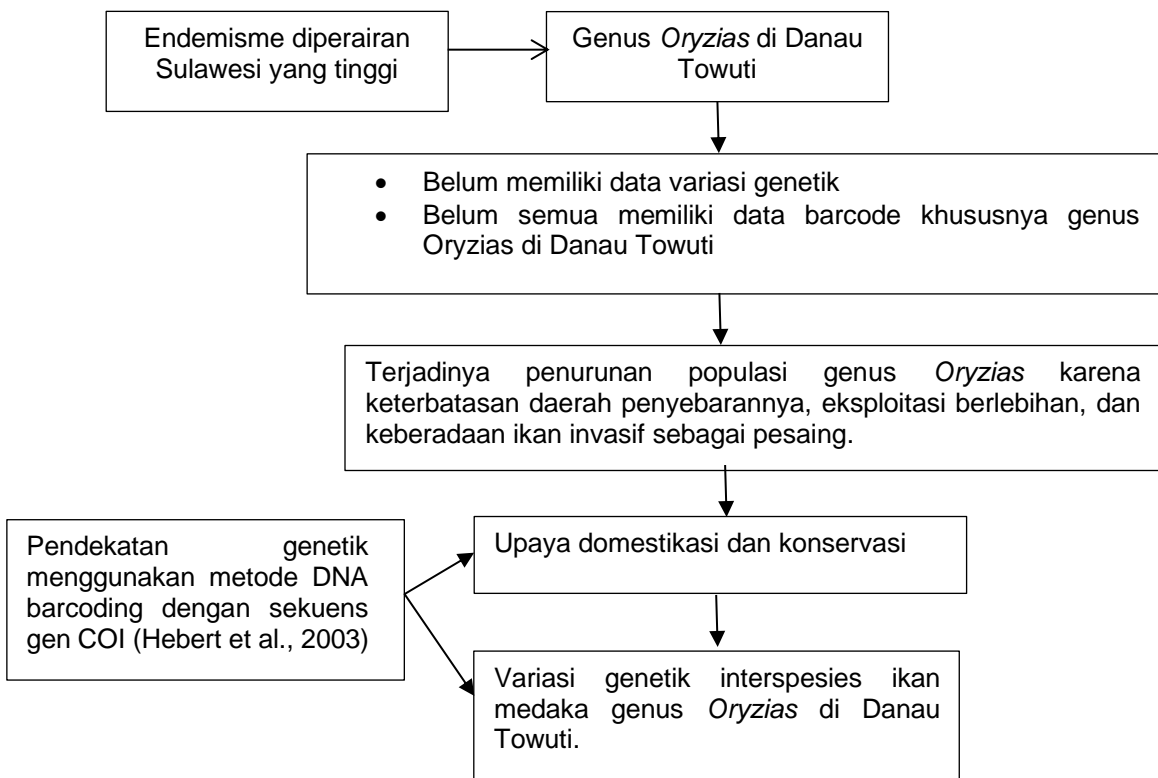 Endemisme diperairan
Sulawesi yang tinggi
Genus Oryzias di Danau
Towuti
• Belum memiliki data variasi genetik
• Belum semua memiliki data barcode khususnya genus
Oryzias di Danau Towuti
Terjadinya penurunan populasi genus Oryzias karena
keterbatasan daerah penyebarannya, eksploitasi berlebihan, dan
keberadaan ikan invasif sebagai pesaing.
Pendekatan genetik
menggunakan metode DNA
barcoding dengan sekuens
gen COI (Hebert et al., 2003)
Upaya domestikasi dan konservasi
Variasi genetik interspesies ikan
medaka genus Oryzias di Danau
Towuti.